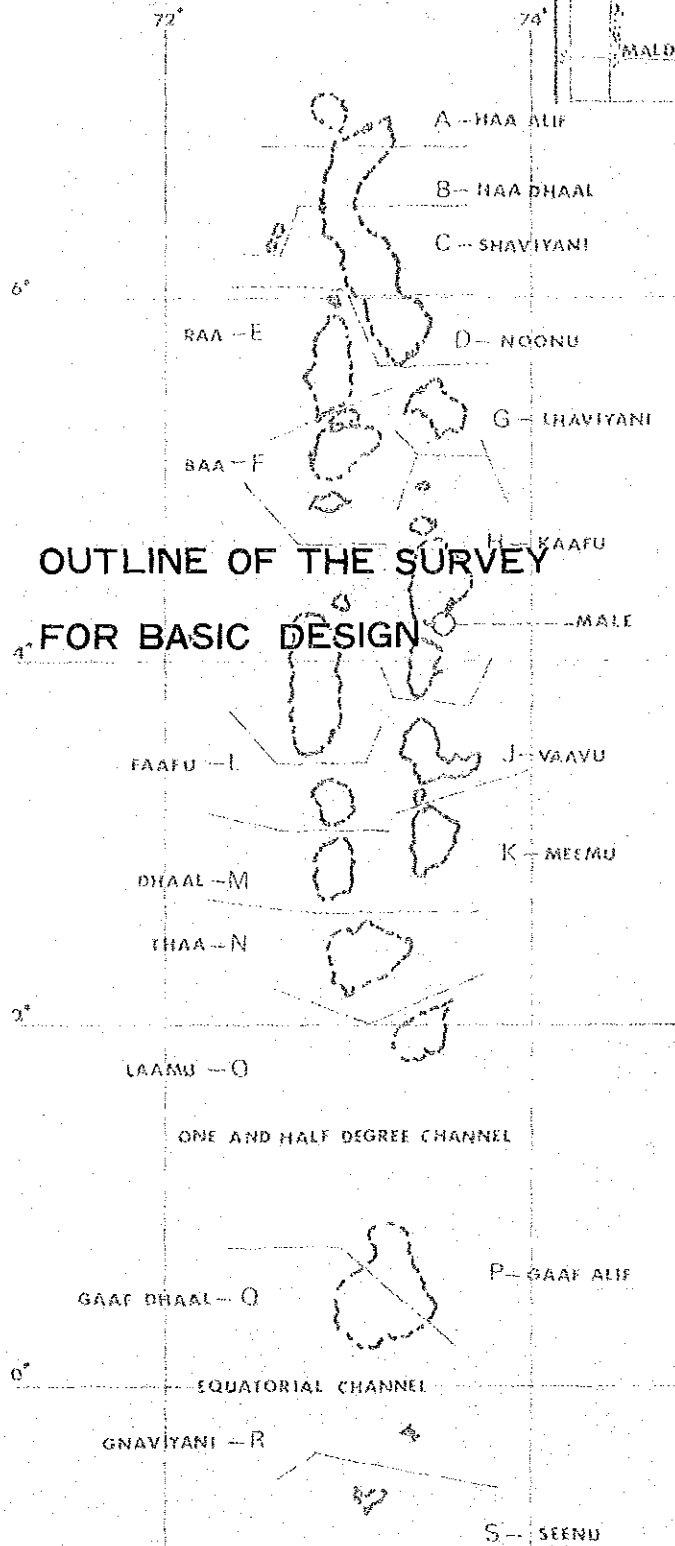 72° 74°
MALD
A - HAA ALIF
B - HAA DHAAL
C - SHAVIYANI
6°
RAA - E
D - NOONU
G - LHAVIYANI
BAA - F
H - KAAFU
OUTLINE OF THE SURVEY
MALE
FOR BASIC DESIGN
4°
FAAFU - L
J - VAAVU
K - MEEMU
DHAAL - M
THAA - N
2°
LAAMU - O
ONE AND HALF DEGREE CHANNEL
P - GAAF ALIF
GAAF DHAAL - Q
0°
EQUATORIAL CHANNEL
GNAVIYANI - R
S - SEENU